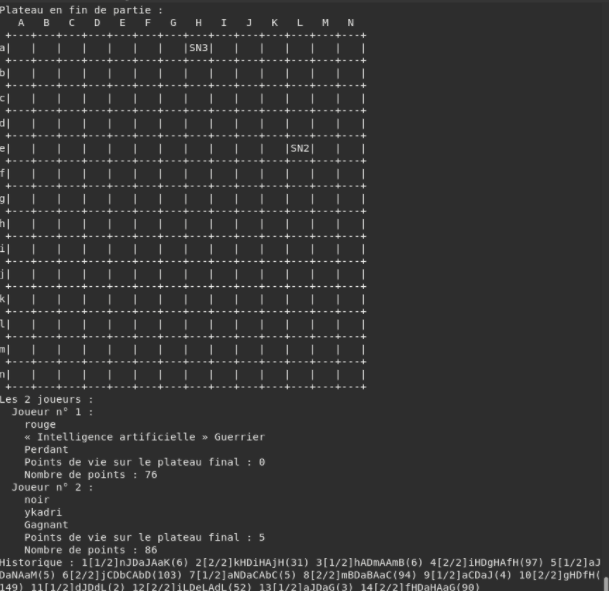 Plateau en fin de partie :
A B C D E F G H I J K L M N
+---+---+---+---+---+---+---+---+---+---+---+---+---+---+
a| | | | | | | |SN3| | | | | | |
+---+---+---+---+---+---+---+---+---+---+---+---+---+---+
b| | | | | | | | | | | | | | |
+---+---+---+---+---+---+---+---+---+---+---+---+---+---+
c| | | | | | | | | | | | | | |
+---+---+---+---+---+---+---+---+---+---+---+---+---+---+
d| | | | | | | | | | | | | | |
+---+---+---+---+---+---+---+---+---+---+---+---+---+---+
e| | | | | | | | | | | |SN2| | |
+---+---+---+---+---+---+---+---+---+---+---+---+---+---+
f| | | | | | | | | | | | | | |
+---+---+---+---+---+---+---+---+---+---+---+---+---+---+
g| | | | | | | | | | | | | | |
+---+---+---+---+---+---+---+---+---+---+---+---+---+---+
h| | | | | | | | | | | | | | |
+---+---+---+---+---+---+---+---+---+---+---+---+---+---+
i| | | | | | | | | | | | | | |
+---+---+---+---+---+---+---+---+---+---+---+---+---+---+
j| | | | | | | | | | | | | | |
+---+---+---+---+---+---+---+---+---+---+---+---+---+---+
k| | | | | | | | | | | | | | |
+---+---+---+---+---+---+---+---+---+---+---+---+---+---+
l| | | | | | | | | | | | | | |
+---+---+---+---+---+---+---+---+---+---+---+---+---+---+
m| | | | | | | | | | | | | | |
+---+---+---+---+---+---+---+---+---+---+---+---+---+---+
n| | | | | | | | | | | | | | |
+---+---+---+---+---+---+---+---+---+---+---+---+---+---+
Les 2 joueurs :
Joueur n° 1 :
rouge
« Intelligence artificielle » Guerrier
Perdant
Points de vie sur le plateau final : 0
Nombre de points : 76
Joueur n° 2 :
noir
ykadri
Gagnant
Points de vie sur le plateau final : 5
Nombre de points : 86
Historique : 1[1/2]nJDaJAaK(6) 2[2/2]kHDiHAjH(31) 3[1/2]hADmAAmB(6) 4[2/2]iHDgHAfH(97) 5[1/2]aJ
DaNAaM(5) 6[2/2]jCDbCAbD(103) 7[1/2]aNDaCAbC(5) 8[2/2]mBDaBAaC(94) 9[1/2]aCDaJ(4) 10[2/2]gHDfH(
149) 11[1/2]dJDdL(2) 12[2/2]iLDeLAdL(52) 13[1/2]aJDaG(3) 14[2/2]fHDaHAaG(90)